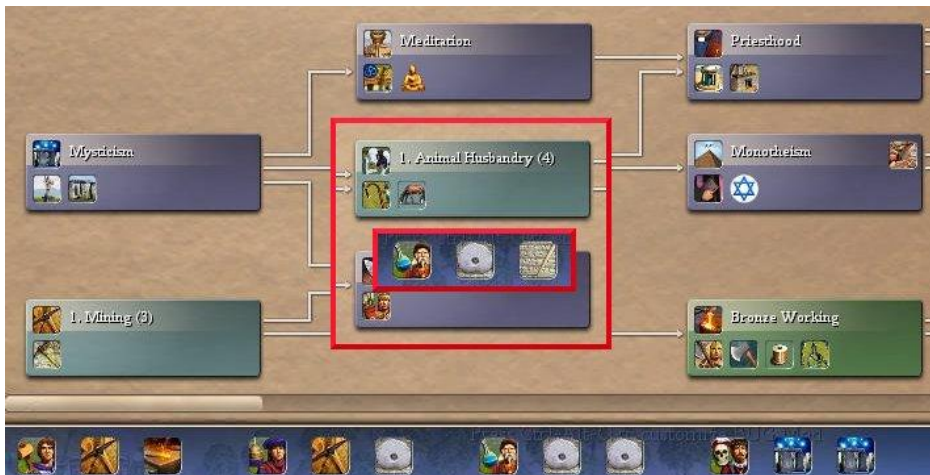 Meditation
Priesthood
Mysticism
1. Animal Husbandry (4)
Monotheism
1. Mining (3)
Bronze Working